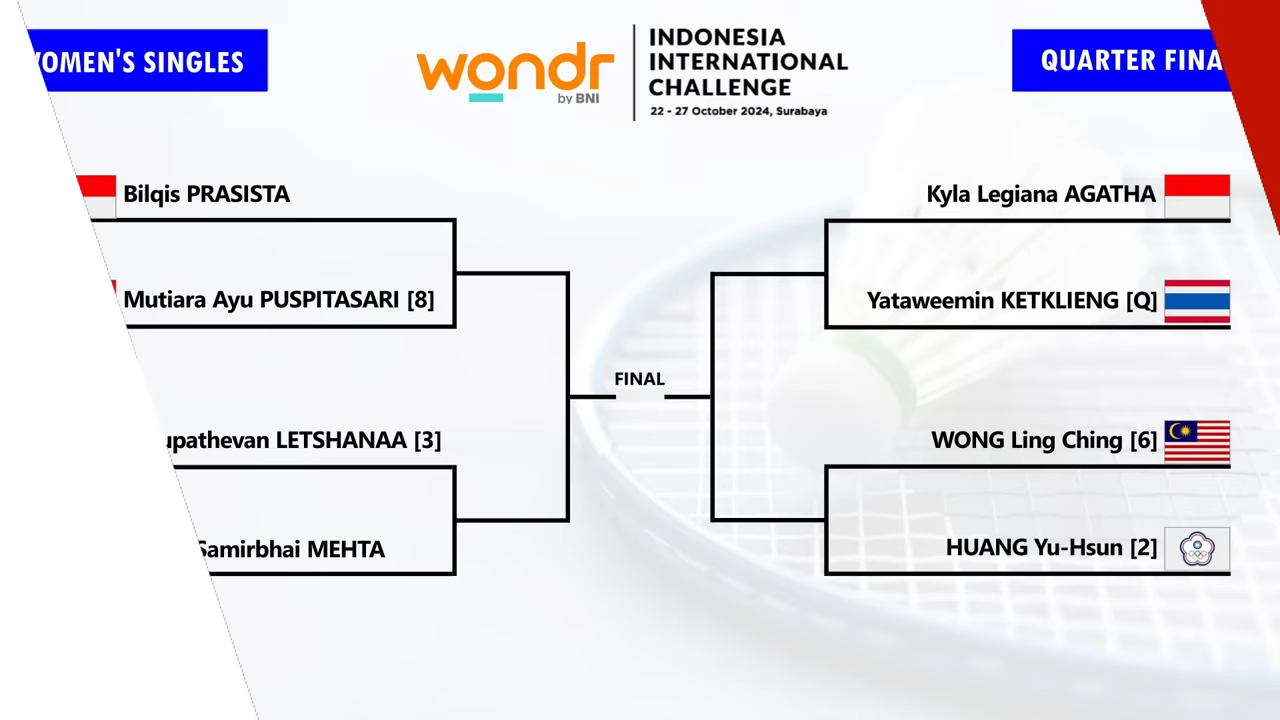 WOMEN'S SINGLES
wondr
by BNI
INDONESIA
INTERNATIONAL
CHALLENGE
22 - 27 October 2024, Surabaya
QUARTER FINA
Bilqis PRASISTA
Mutiara Ayu PUSPITASARI [8]
upathevan LETSHANAA [3]
Samirbhai MEHTA
FINAL
Kyla Legiana AGATHA
Yataweemin KETKLIENG [Q]
WONG Ling Ching [6]
HUANG Yu-Hsun [2]